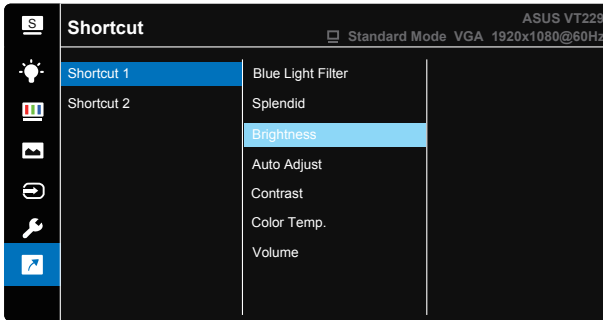 S
Shortcut
ASUS VT229
Standard Mode VGA 1920x1080@60Hz
Shortcut 1
Shortcut 2
Blue Light Filter
Splendid
Brightness
Auto Adjust
Contrast
Color Temp.
Volume